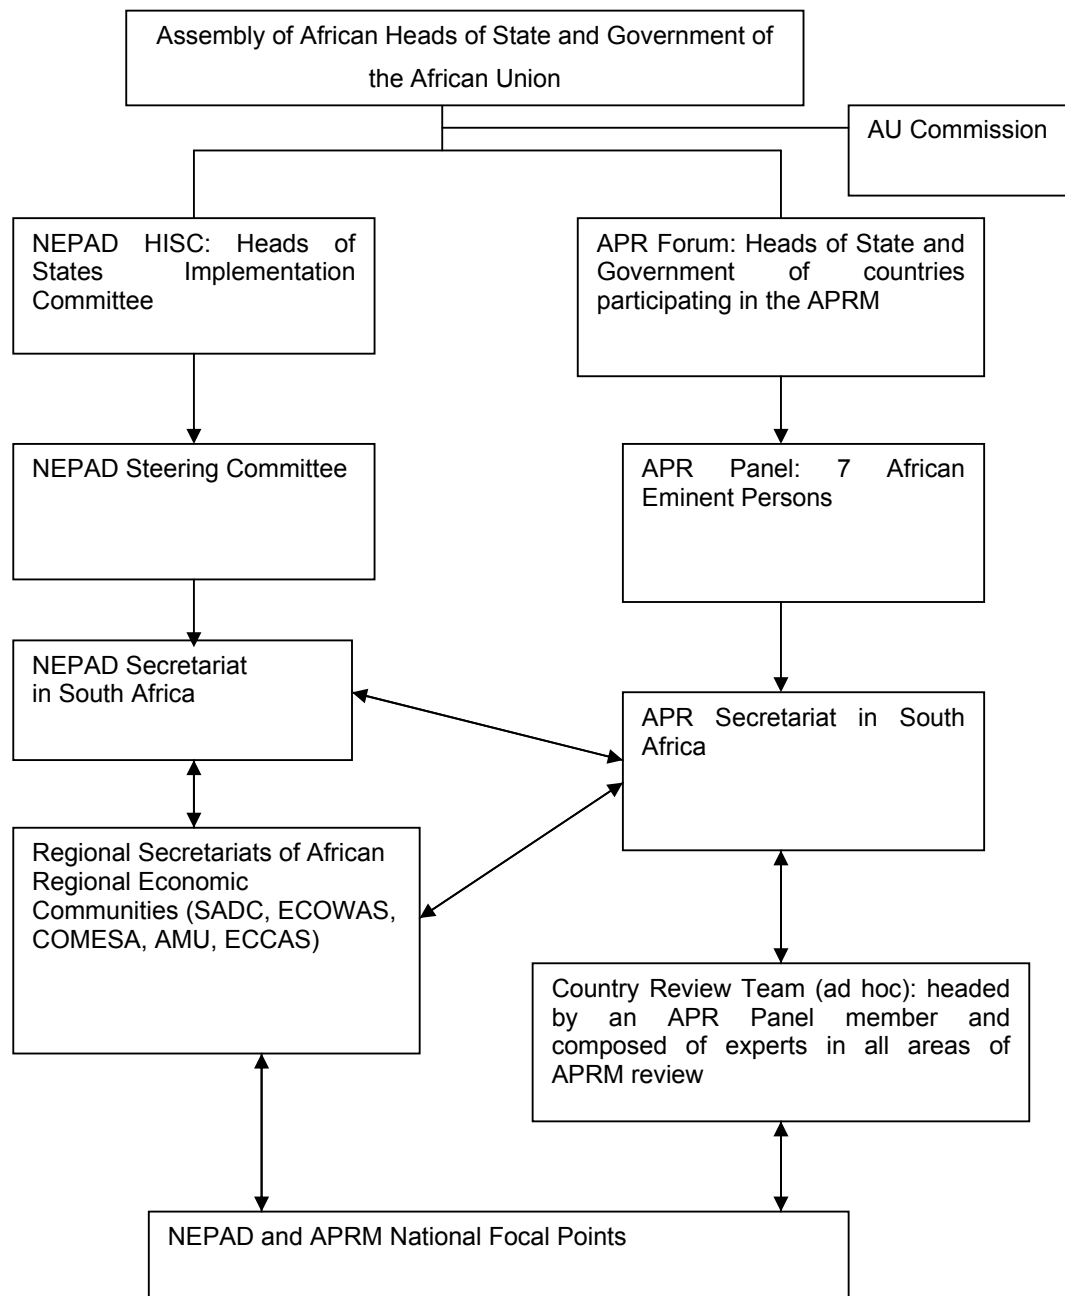 Assembly of African Heads of State and Government of
the African Union
AU Commission
NEPAD HISC: Heads of
States Implementation
Committee
APR Forum: Heads of State and
Government of countries
participating in the APRM
NEPAD Steering Committee
APR Panel: 7 African
Eminent Persons
NEPAD Secretariat
in South Africa
APR Secretariat in South
Africa
Regional Secretariats of African
Regional Economic
Communities (SADC, ECOWAS,
COMESA, AMU, ECCAS)
Country Review Team (ad hoc): headed
by an APR Panel member and
composed of experts in all areas of
APRM review
NEPAD and APRM National Focal Points